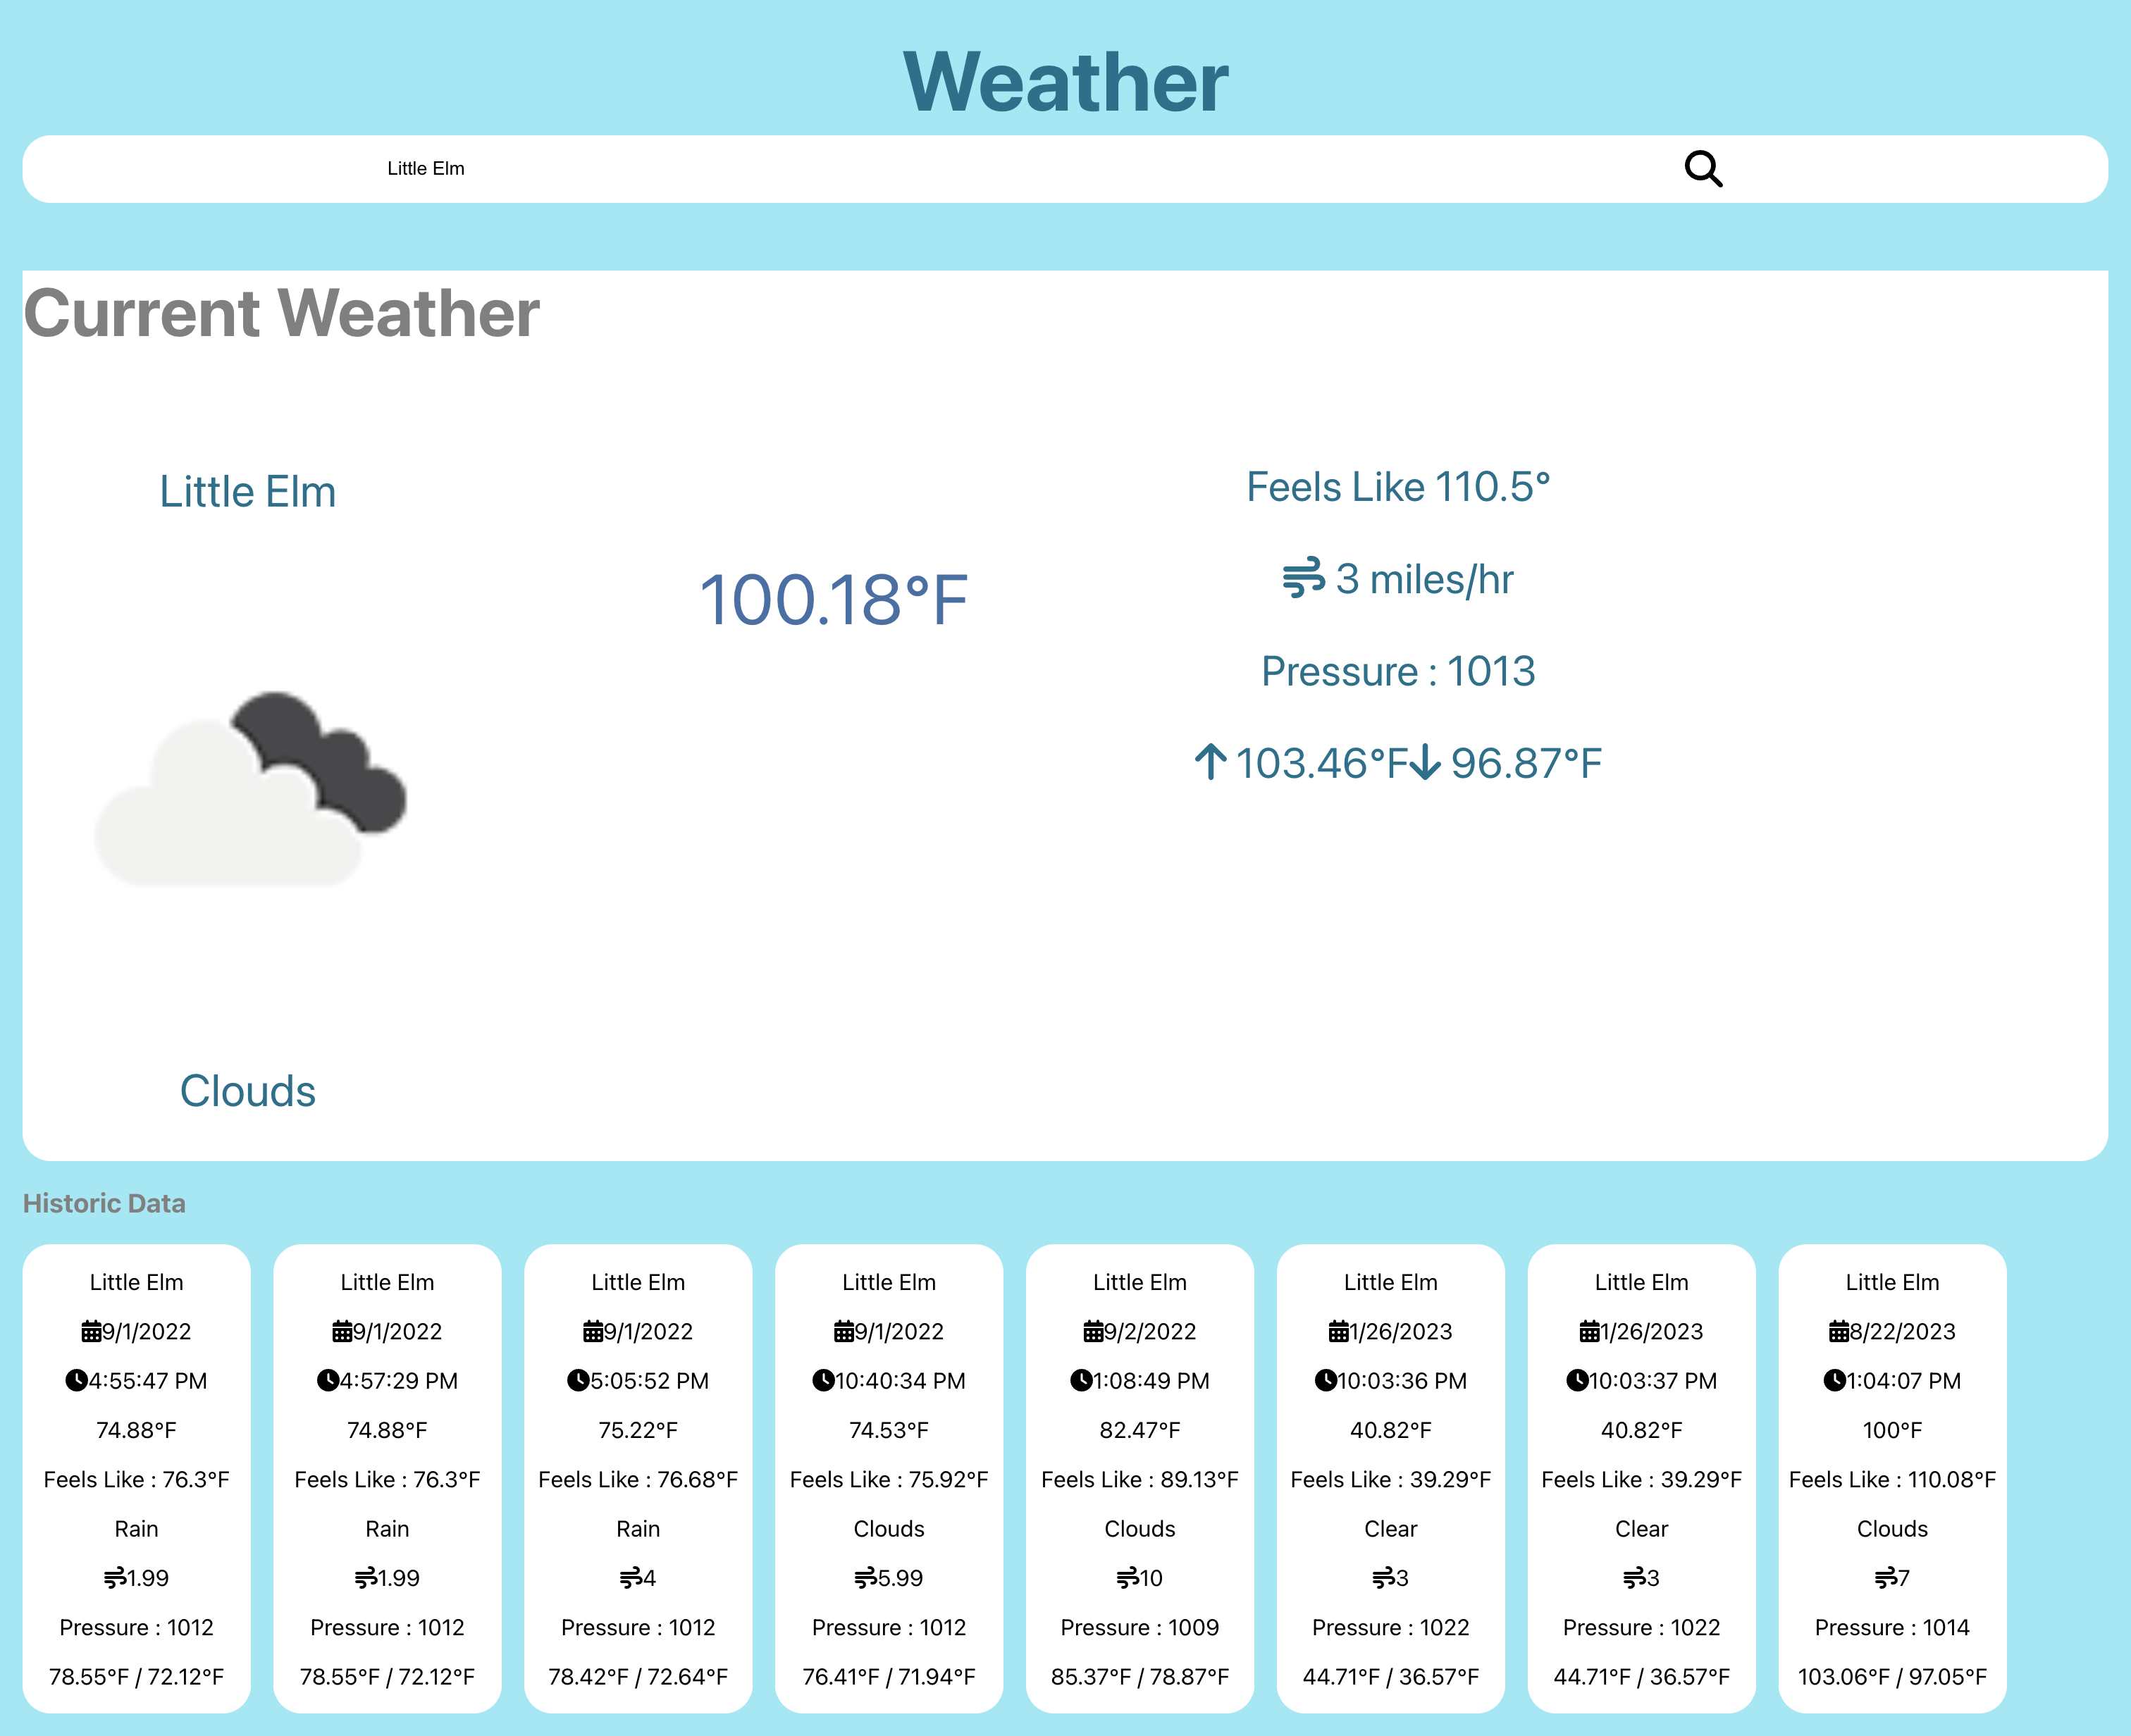 Weather
Little Elm
Current Weather
Little Elm
Clouds
100.18°F
Feels Like 110.5°
3 miles/hr
Pressure : 1013
103.46°F 96.87°F
Historic Data
Little Elm
9/1/2022
4:55:47 PM
74.88°F
Feels Like : 76.3°F
Rain
1.99
Pressure : 1012
78.55°F / 72.12°F
Little Elm
9/1/2022
4:57:29 PM
74.88°F
Feels Like : 76.3°F
Rain
1.99
Pressure : 1012
78.55°F / 72.12°F
Little Elm
9/1/2022
5:05:52 PM
75.22°F
Feels Like : 76.68°F
Rain
4
Pressure : 1012
78.42°F / 72.64°F
Little Elm
9/1/2022
10:40:34 PM
74.53°F
Feels Like : 75.92°F
Clouds
5.99
Pressure : 1012
76.41°F / 71.94°F
Little Elm
9/2/2022
1:08:49 PM
82.47°F
Feels Like : 89.13°F
Clouds
10
Pressure : 1009
85.37°F / 78.87°F
Little Elm
1/26/2023
10:03:36 PM
40.82°F
Feels Like : 39.29°F
Clear
3
Pressure : 1022
44.71°F / 36.57°F
Little Elm
1/26/2023
10:03:37 PM
40.82°F
Feels Like : 39.29°F
Clear
3
Pressure : 1022
44.71°F / 36.57°F
Little Elm
8/22/2023
1:04:07 PM
100°F
Feels Like : 110.08°F
Clouds
7
Pressure : 1014
103.06°F / 97.05°F